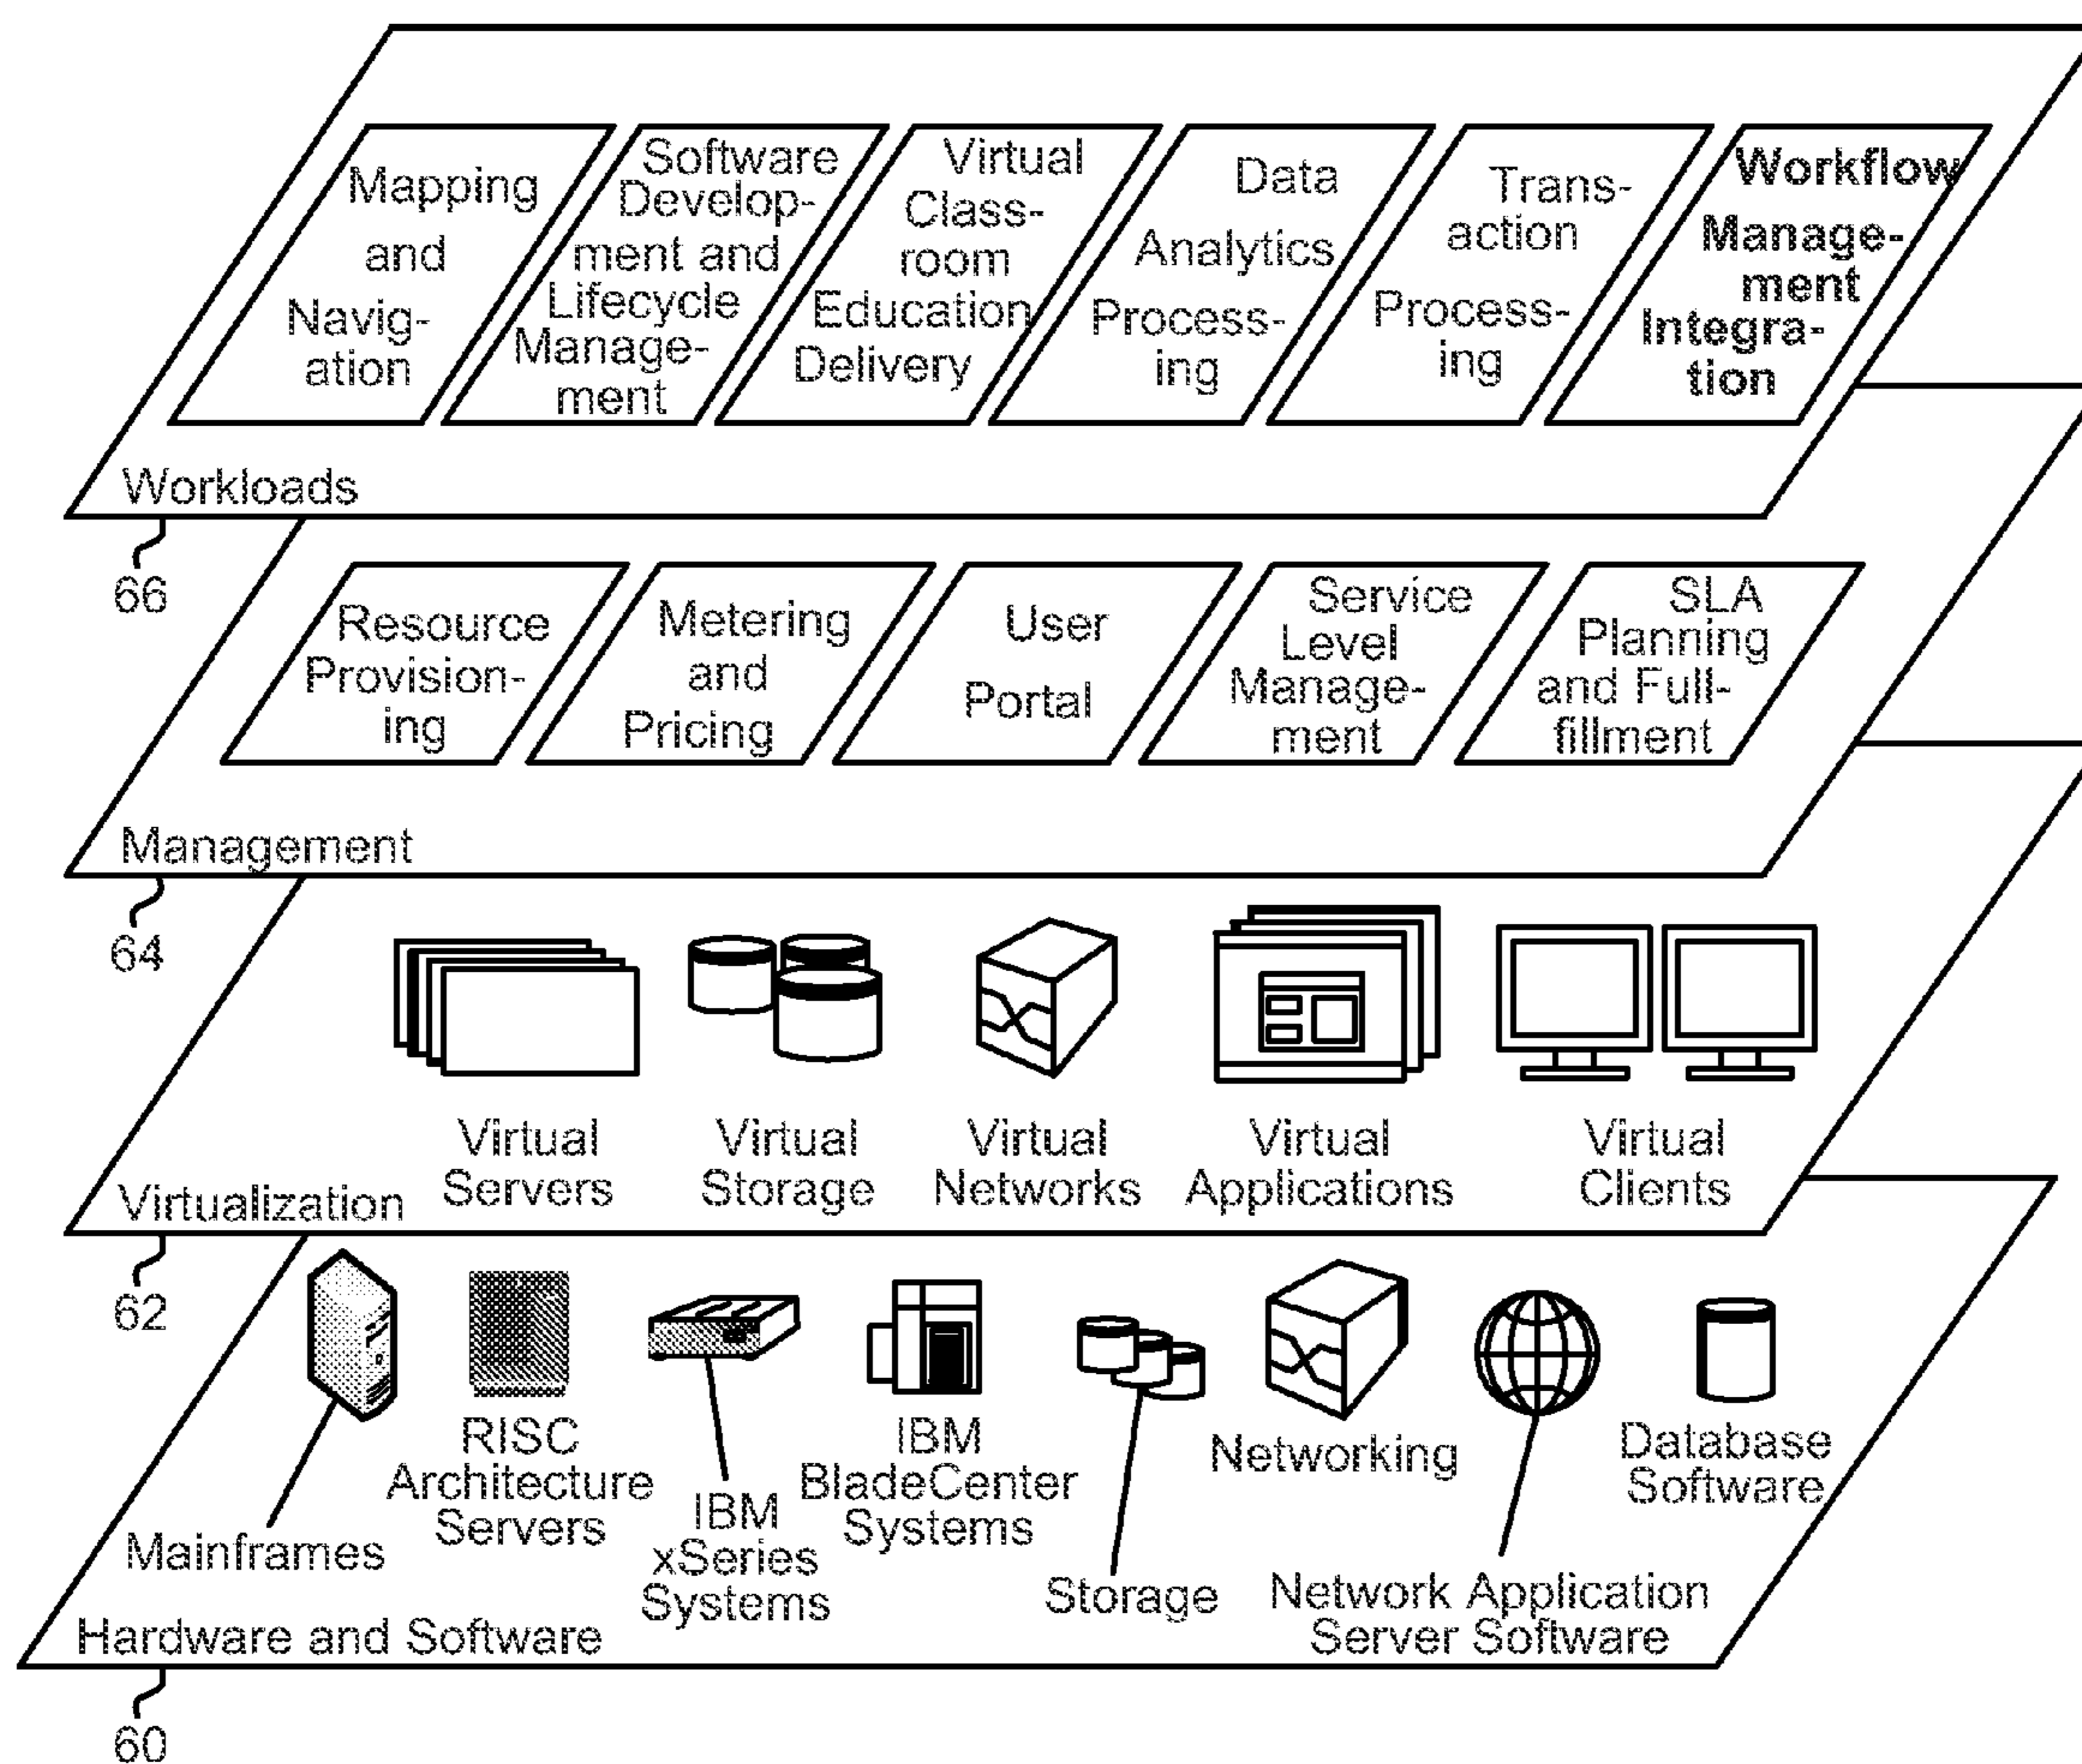 Mapping
and
Navig-
ation
Software
Develop-
ment and
Lifecycle
Manage-
ment
Virtual
Class-
room
Education
Delivery
Data
Analytics
Process-
ing
Trans-
action
Process-
ing
Workflow
Manage-
ment
Integra-
tion
Workloads
66
Resource
Provision-
ing
Metering
and
Pricing
User
Portal
Service
Level
Manage-
ment
SLA
Planning
and Full-
fillment
Management
64
Virtual
Servers
Virtual
Storage
Virtual
Networks
Virtual
Applications
Virtual
Clients
Virtualization
62
Mainframes
RISC
Architecture
Servers
IBM
xSeries
Systems
IBM
BladeCenter
Systems
Storage
Networking
Network Application
Server Software
Database
Software
Hardware and Software
60